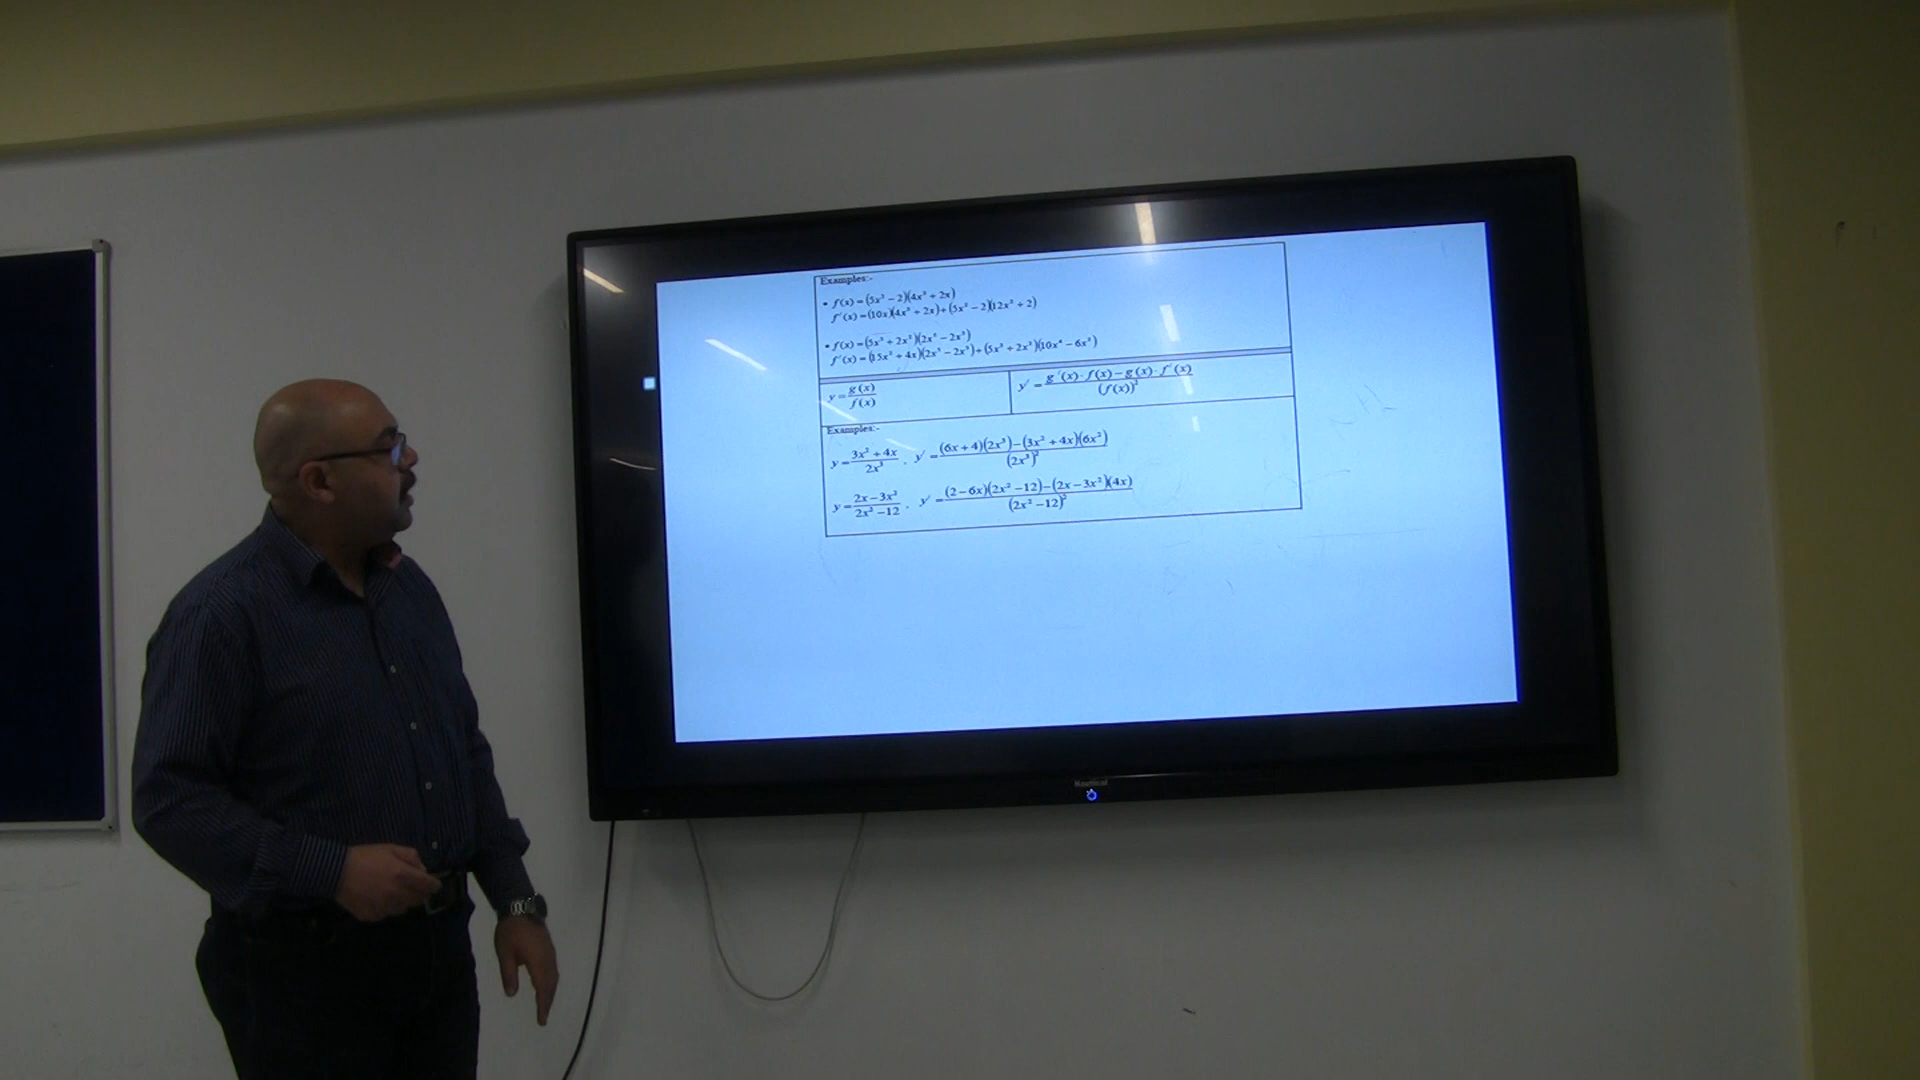 Examples:-
• f(x) = (5x² − 2)(4x³ + 2x)
f′(x) = (10x)(4x³ + 2x) + (5x² − 2)(12x² + 2)
• f(x) = (5x³ + 2x²)(2x⁵ − 2x³)
f′(x) = (15x² + 4x)(2x⁵ − 2x³) + (5x³ + 2x²)(10x⁴ − 6x²)
y = g(x)/f(x) y′ = (g′(x)·f(x) − g(x)·f′(x))/(f(x))²
Examples:-
y = (3x² + 4x)/2x³ , y′ = ((6x + 4)(2x³) − (3x² + 4x)(6x²))/(2x³)²
y = (2x − 3x²)/(2x² − 12) , y′ = ((2 − 6x)(2x² − 12) − (2x − 3x²)(4x))/(2x² − 12)²